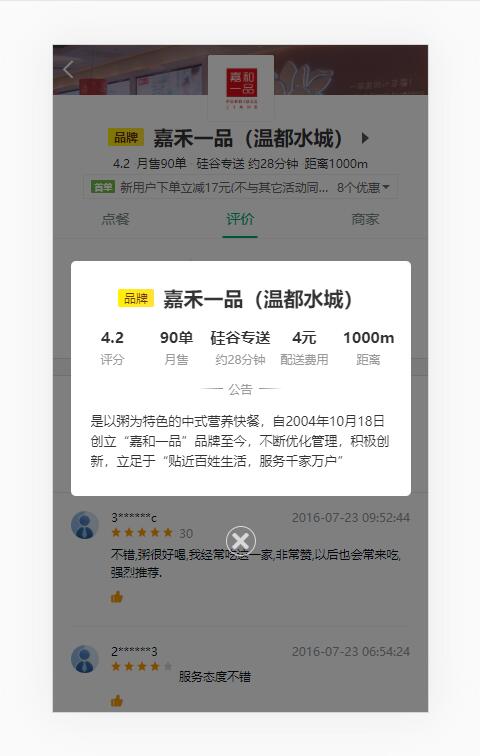 嘉和
一品
品牌 嘉禾一品（温都水城）
4.2 月售90单 · 硅谷专送 约28分钟 距离1000m
首单 新用户下单立减17元(不与其它活动同... 8个优惠
点餐 评价 商家
品牌 嘉禾一品（温都水城）
4.2 90单 硅谷专送 4元 1000m
评分 月售 约28分钟 配送费用 距离
公告
是以粥为特色的中式营养快餐，自2004年10月18日
创立“嘉和一品”品牌至今，不断优化管理，积极创
新，立足于“贴近百姓生活，服务千家万户”
3******c 2016-07-23 09:52:44
30
不错,粥很好喝,我经常吃这一家,非常赞,以后也会常来吃,
强烈推荐.
2******3 2016-07-23 06:54:24
服务态度不错